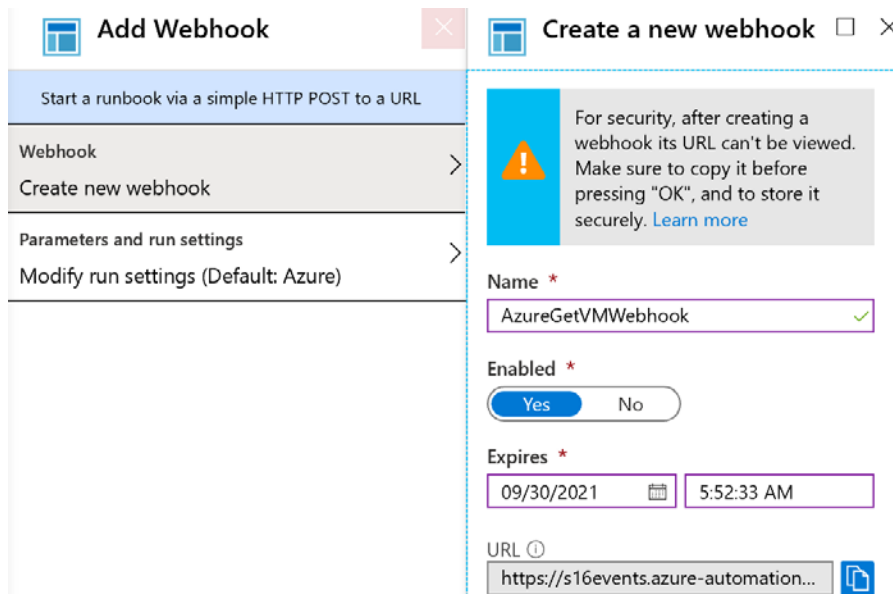 Add Webhook
Start a runbook via a simple HTTP POST to a URL
Webhook
Create new webhook
Parameters and run settings
Modify run settings (Default: Azure)
Create a new webhook
For security, after creating a
webhook its URL can't be viewed.
Make sure to copy it before
pressing "OK", and to store it
securely. Learn more
Name *
AzureGetVMWebhook
Enabled *
Yes No
Expires *
09/30/2021 5:52:33 AM
URL
https://s16events.azure-automation...